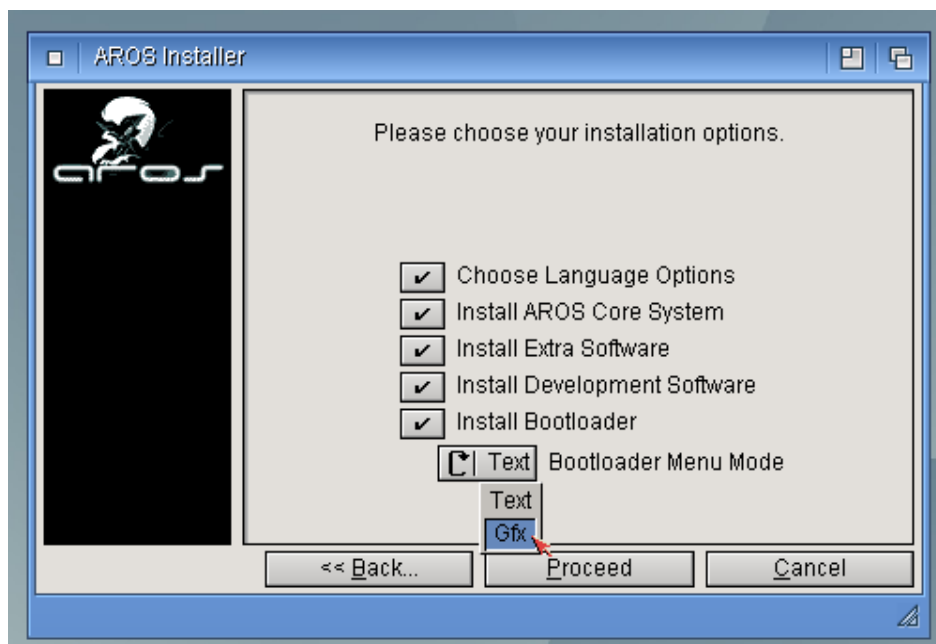 AROS Installer
aros
Please choose your installation options.
Choose Language Options
Install AROS Core System
Install Extra Software
Install Development Software
Install Bootloader
Text Bootloader Menu Mode
Text
Gfx
<< Back... Proceed Cancel